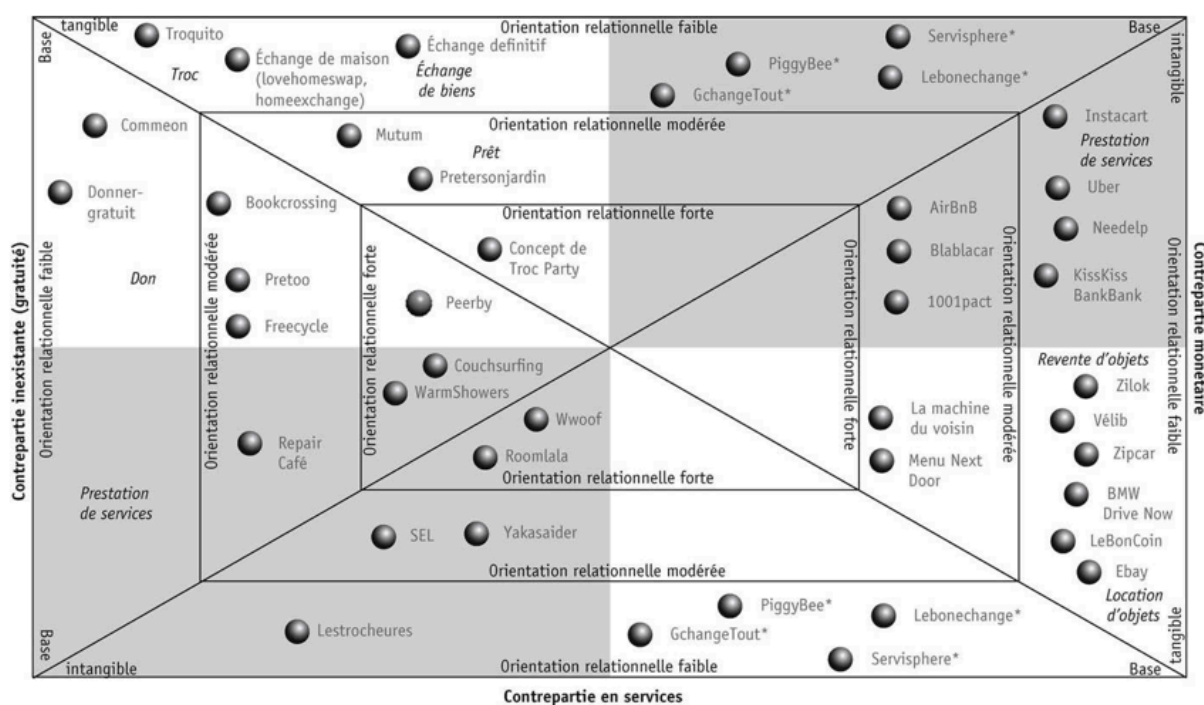 tangible
Orientation relationnelle faible
Base
Base
intangible
Troquito
Échange definitif
Servisphere*
Troc
Échange de maison
(lovehomeswap,
homeexchange)
Échange
de biens
PiggyBee*
Lebonechange*
GchangeTout*
Commeon
Orientation relationnelle modérée
Instacart
Mutum
Prêt
Prestation
de services
Donner-
gratuit
Pretersonjardin
Uber
Bookcrossing
Orientation relationnelle forte
AirBnB
Needelp
Concept de
Troc Party
Blablacar
Don
Pretoo
Peerby
1001pact
KissKiss
BankBank
Freecycle
Contrepartie inexistante (gratuité)
Orientation relationnelle faible
Orientation relationnelle modérée
Orientation relationnelle forte
Orientation relationnelle forte
Orientation relationnelle modérée
Orientation relationnelle faible
Contrepartie monétaire
Couchsurfing
Revente d'objets
WarmShowers
Zilok
Wwoof
La machine
du voisin
Vélib
Repair
Café
Roomlala
Menu Next
Door
Zipcar
Orientation relationnelle forte
Prestation
de services
BMW
Drive Now
SEL
Yakasaider
LeBonCoin
Orientation relationnelle modérée
Ebay
Location
d'objets
PiggyBee*
Lebonechange*
Lestrocheures
GchangeTout*
Servisphere*
Base
intangible
Orientation relationnelle faible
Base
tangible
Contrepartie en services